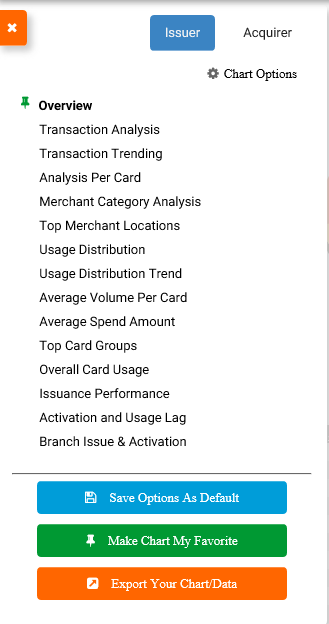 Issuer Acquirer
Chart Options
Overview
Transaction Analysis
Transaction Trending
Analysis Per Card
Merchant Category Analysis
Top Merchant Locations
Usage Distribution
Usage Distribution Trend
Average Volume Per Card
Average Spend Amount
Top Card Groups
Overall Card Usage
Issuance Performance
Activation and Usage Lag
Branch Issue & Activation
Save Options As Default
Make Chart My Favorite
Export Your Chart/Data